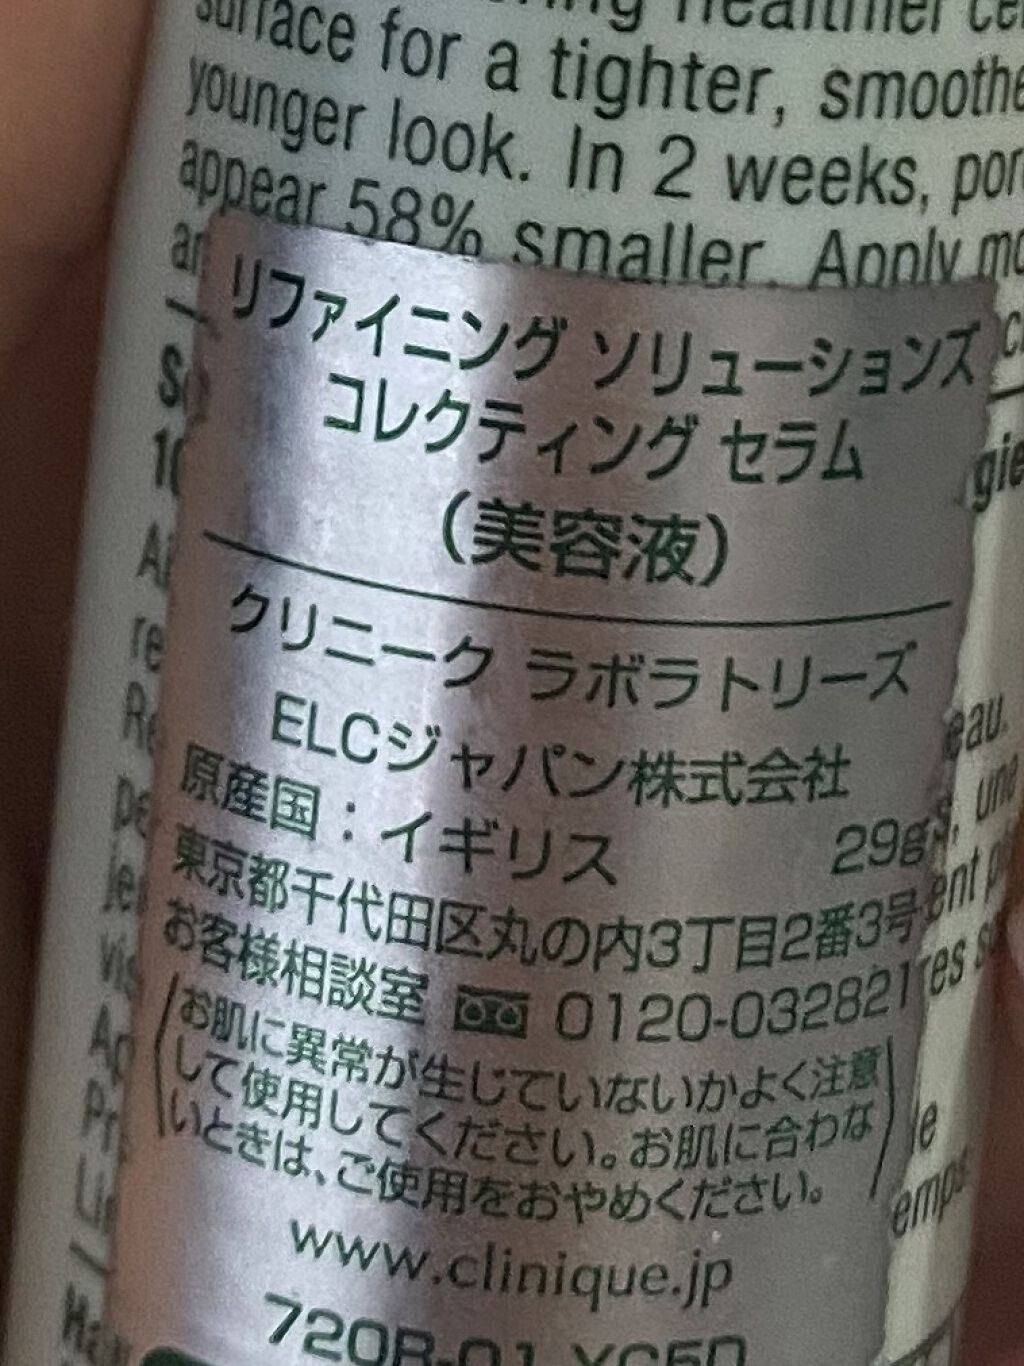 surface for a tighter,
younger look. In 2 weeks,
appear 58% smaller. Apply
リファイニング ソリューションズ
コレクティング セラム
（美容液）
クリニーク ラボラトリーズ
ELCジャパン株式会社
原産国：イギリス 29g
東京都千代田区丸の内3丁目2番3号
お客様相談室 0120-032821
（お肌に異常が生じていないかよく注意
して使用してください。お肌に合わな
いときは、ご使用をおやめください。）
www.clinique.jp